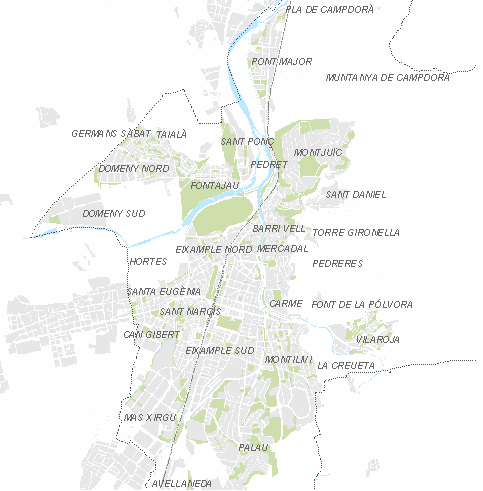 PLA DE CAMPDORÀ
PONT MAJOR
MUNTANYA DE CAMPDORÀ
GERMANS SÀBAT
TAIALÀ
SANT PONÇ
MONTJUÏC
PEDRET
DOMENY NORD
FONTAJAU
SANT DANIEL
DOMENY SUD
BARRI VELL
TORRE GIRONELLA
EIXAMPLE NORD
MERCADAL
HORTES
PEDRERES
SANTA EUGÈNIA
CARME
FONT DE LA PÓLVORA
SANT NARCÍS
CAN GIBERT
VILAROJA
EIXAMPLE SUD
MONTILIVI
LA CREUETA
MAS XIRGU
PALAU
AVELLANEDA